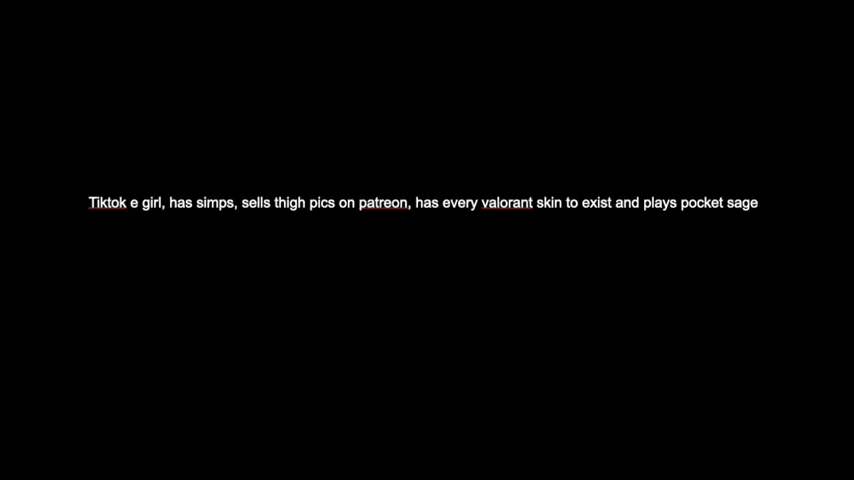 Tiktok e girl, has simps, sells thigh pics on patreon, has every valorant skin to exist and plays pocket sage